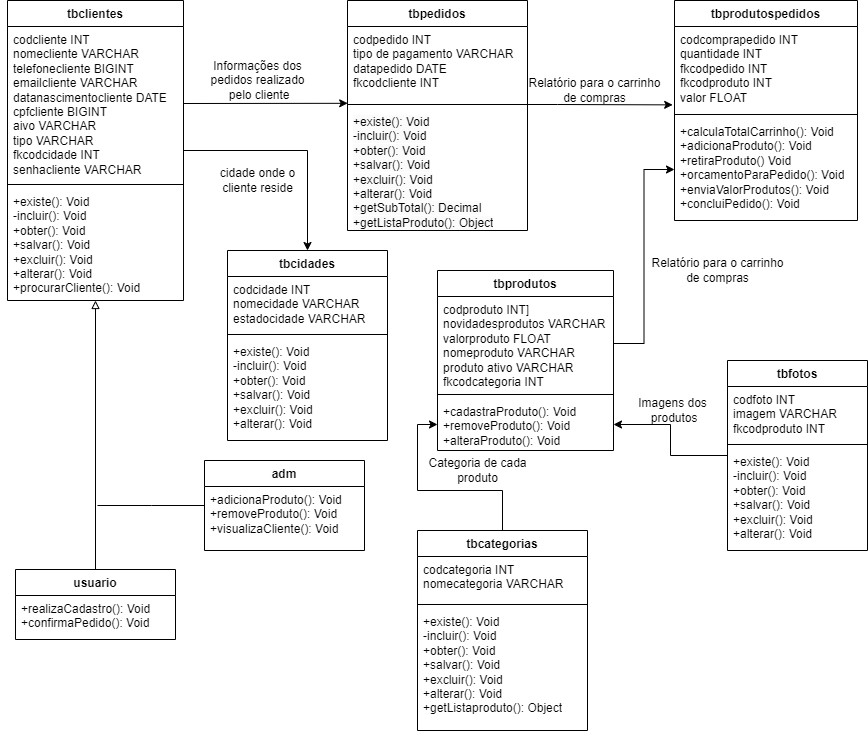 tbclientes
codcliente INT
nomecliente VARCHAR
telefonecliente BIGINT
emailcliente VARCHAR
datanascimentocliente DATE
cpfcliente BIGINT
aivo VARCHAR
tipo VARCHAR
fkcodcidade INT
senhacliente VARCHAR
+existe(): Void
-incluir(): Void
+obter(): Void
+salvar(): Void
+excluir(): Void
+alterar(): Void
+procurarCliente(): Void
Informações dos
pedidos realizado
pelo cliente
tbpedidos
codpedido INT
tipo de pagamento VARCHAR
datapedido DATE
fkcodcliente INT
+existe(): Void
-incluir(): Void
+obter(): Void
+salvar(): Void
+excluir(): Void
+alterar(): Void
+getSubTotal(): Decimal
+getListaProduto(): Object
Relatório para o carrinho
de compras
tbprodutospedidos
codcomprapedido INT
quantidade INT
fkcodpedido INT
fkcodproduto INT
valor FLOAT
+calculaTotalCarrinho(): Void
+adicionaProduto(): Void
+retiraProduto() Void
+orcamentoParaPedido(): Void
+enviaValorProdutos(): Void
+concluiPedido(): Void
cidade onde o
cliente reside
tbcidades
codcidade INT
nomecidade VARCHAR
estadocidade VARCHAR
+existe(): Void
-incluir(): Void
+obter(): Void
+salvar(): Void
+excluir(): Void
+alterar(): Void
tbprodutos
codproduto INT]
novidadesprodutos VARCHAR
valorproduto FLOAT
nomeproduto VARCHAR
produto ativo VARCHAR
fkcodcategoria INT
+cadastraProduto(): Void
+removeProduto(): Void
+alteraProduto(): Void
Relatório para o carrinho
de compras
Imagens dos
produtos
tbfotos
codfoto INT
imagem VARCHAR
fkcodproduto INT
+existe(): Void
-incluir(): Void
+obter(): Void
+salvar(): Void
+excluir(): Void
+alterar(): Void
Categoria de cada
produto
adm
+adicionaProduto(): Void
+removeProduto(): Void
+visualizaCliente(): Void
usuario
+realizaCadastro(): Void
+confirmaPedido(): Void
tbcategorias
codcategoria INT
nomecategoria VARCHAR
+existe(): Void
-incluir(): Void
+obter(): Void
+salvar(): Void
+excluir(): Void
+alterar(): Void
+getListaproduto(): Object